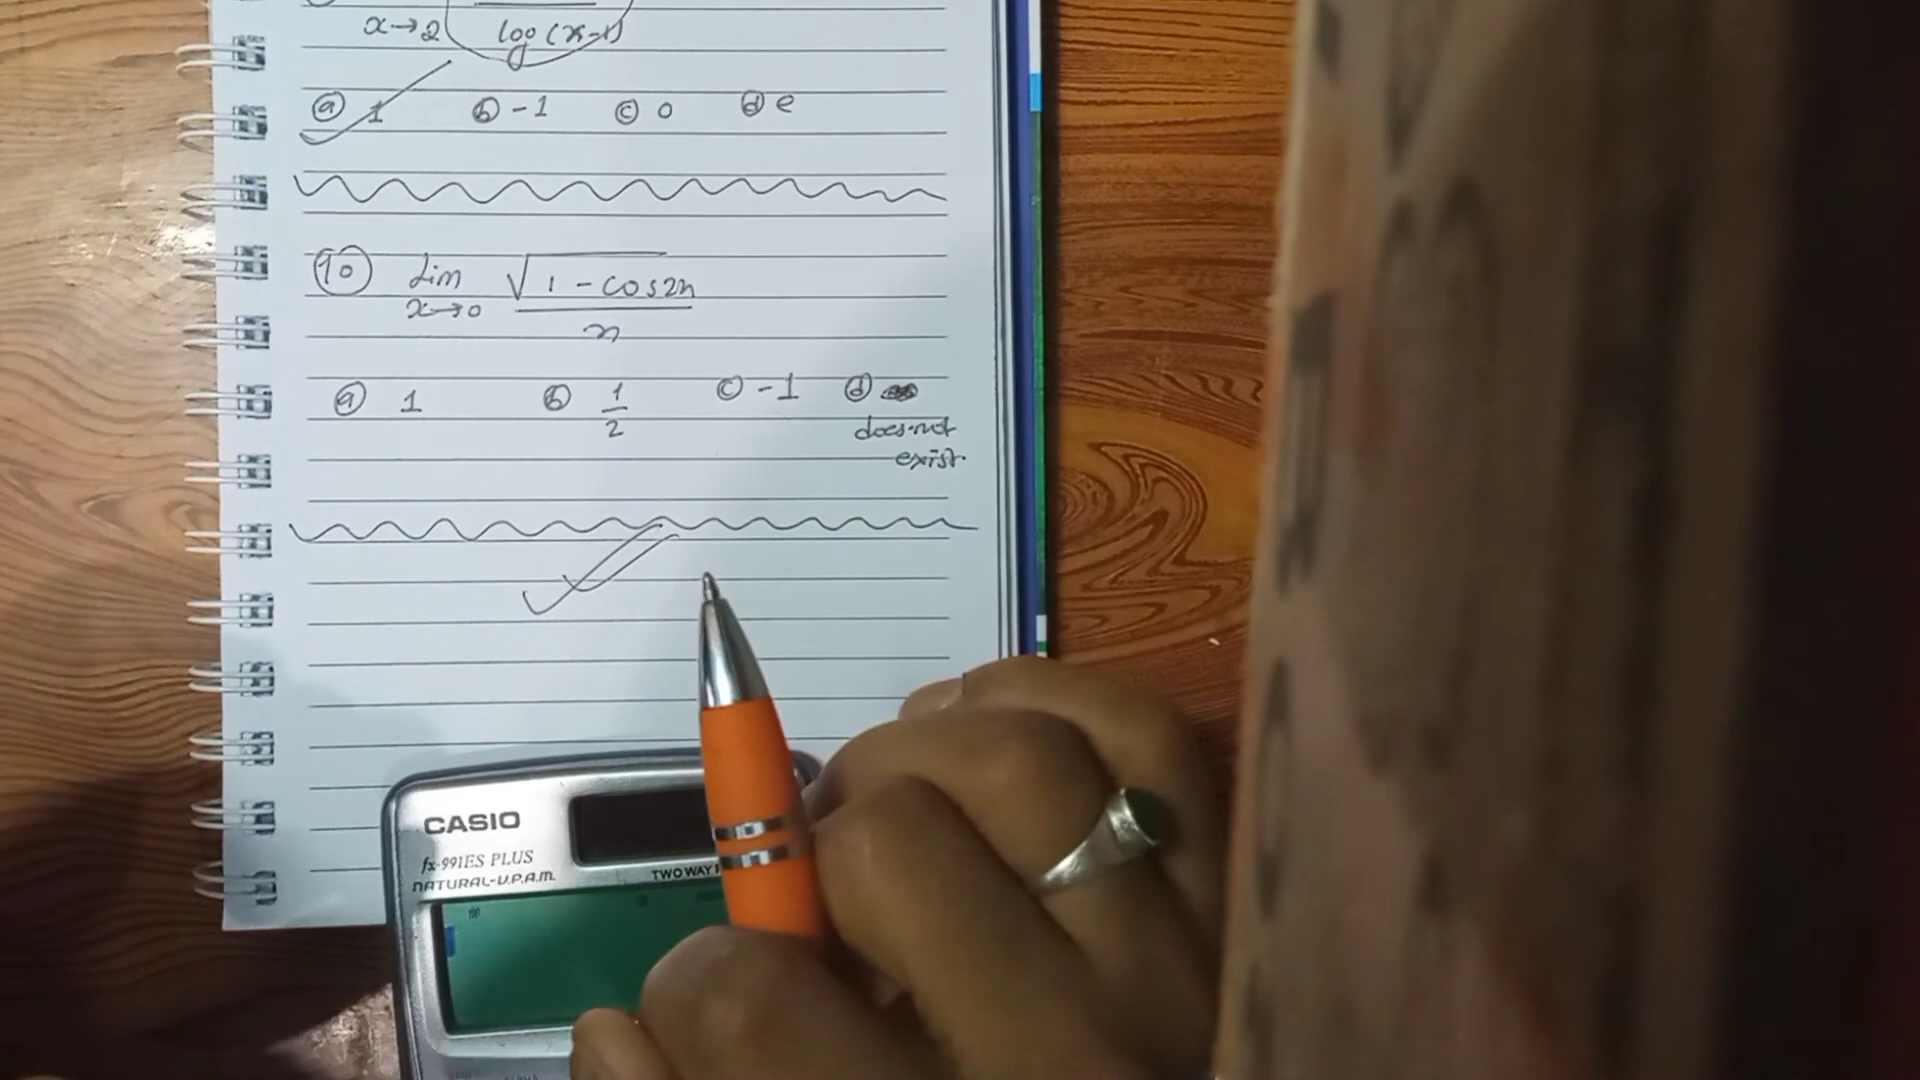 x→2 log(x-1)
ⓐ 1 ⓑ -1 ⓒ 0 ⓓ e
⑩ Lim √1-cos2x
x→0 x
ⓐ 1 ⓑ 1/2 ⓒ -1 ⓓ
does not
exist
CASIO
fx-991ES PLUS
NATURAL-V.P.A.M.
TWO WAY